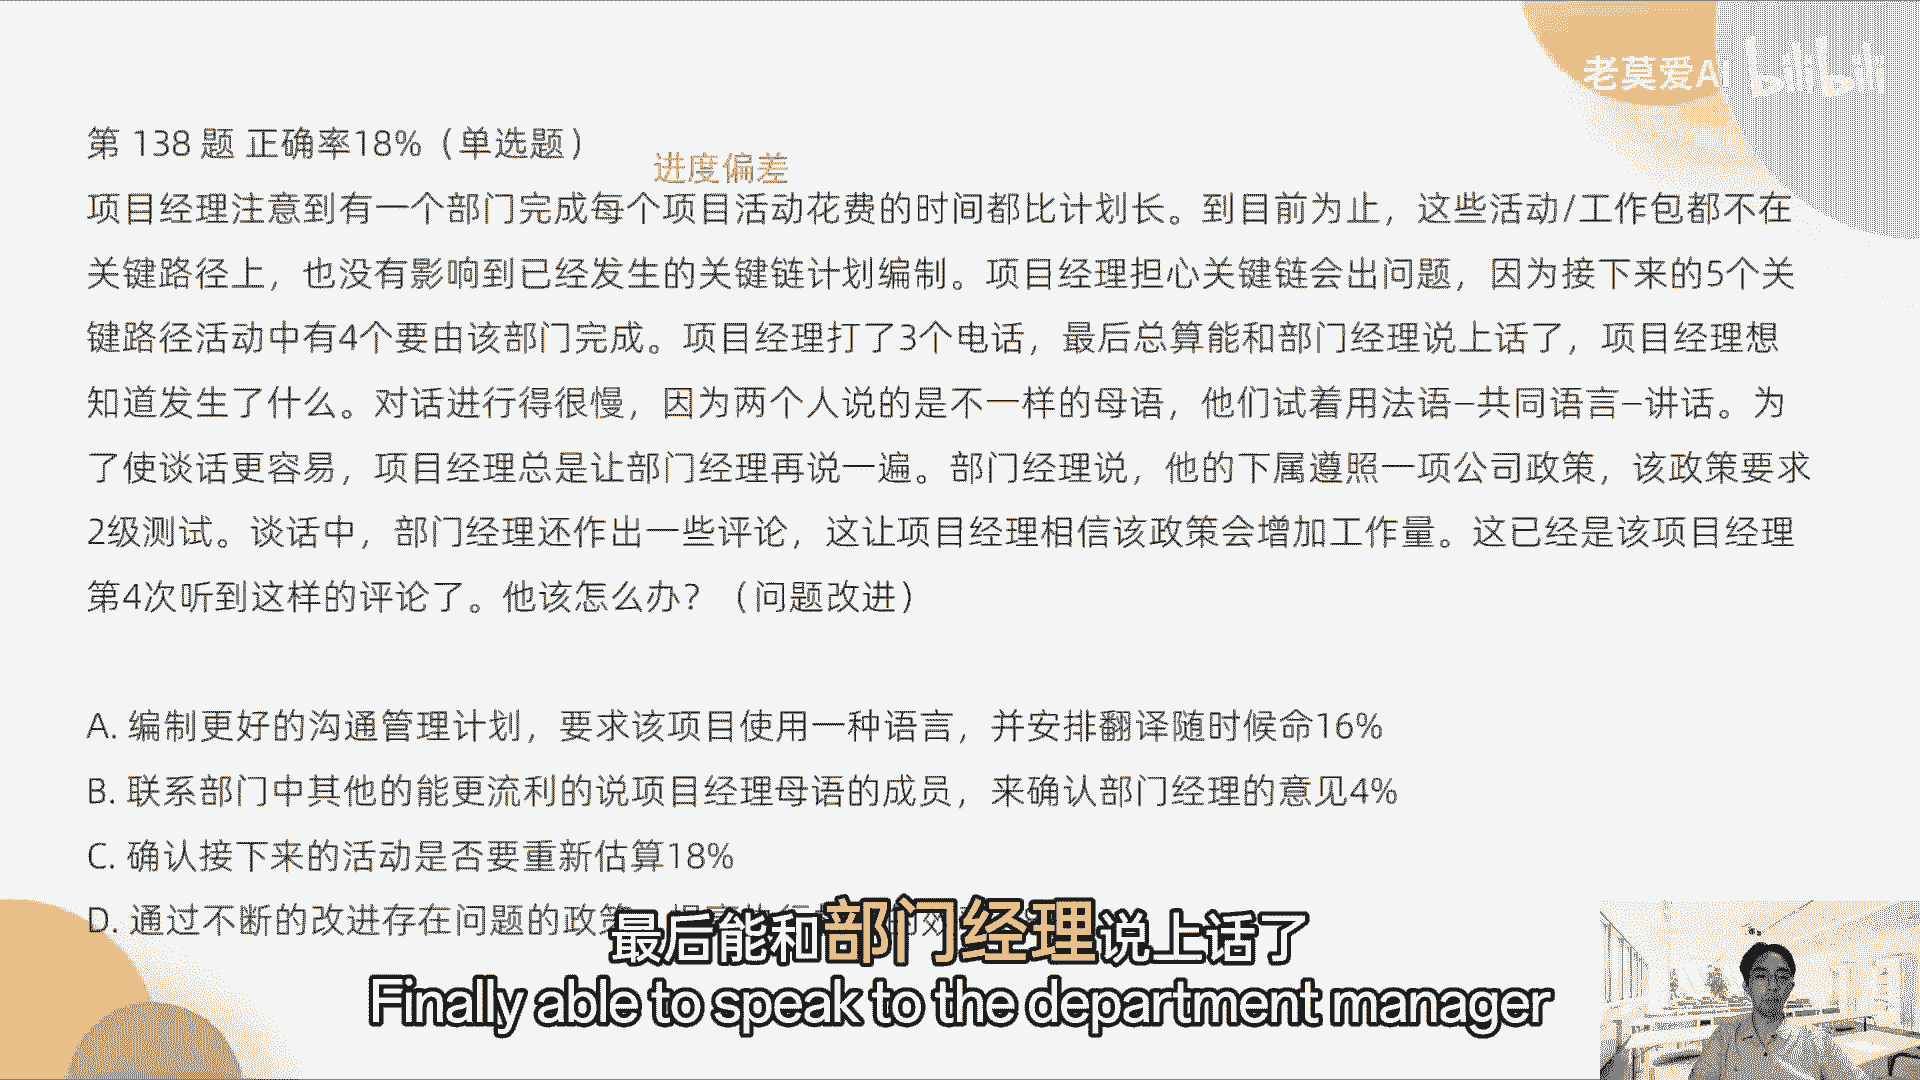 老莫爱AI bilibili
第 138 题 正确率18%（单选题）
进度偏差
项目经理注意到有一个部门完成每个项目活动花费的时间都比计划长。到目前为止，这些活动/工作包都不在
关键路径上，也没有影响到已经发生的关键链计划编制。项目经理担心关键链会出问题，因为接下来的5个关
键路径活动中有4个要由该部门完成。项目经理打了3个电话，最后总算能和部门经理说上话了，项目经理想
知道发生了什么。对话进行得很慢，因为两个人说的是不一样的母语，他们试着用法语–共同语言–讲话。为
了使谈话更容易，项目经理总是让部门经理再说一遍。部门经理说，他的下属遵照一项公司政策，该政策要求
2级测试。谈话中，部门经理还作出一些评论，这让项目经理相信该政策会增加工作量。这已经是该项目经理
第4次听到这样的评论了。他该怎么办？（问题改进）
A. 编制更好的沟通管理计划，要求该项目使用一种语言，并安排翻译随时候命16%
B. 联系部门中其他的能更流利的说项目经理母语的成员，来确认部门经理的意见4%
C. 确认接下来的活动是否要重新估算18%
D. 通过不断的改进存在问题的政策
最后能和部门经理说上话了
Finally able to speak to the department manager